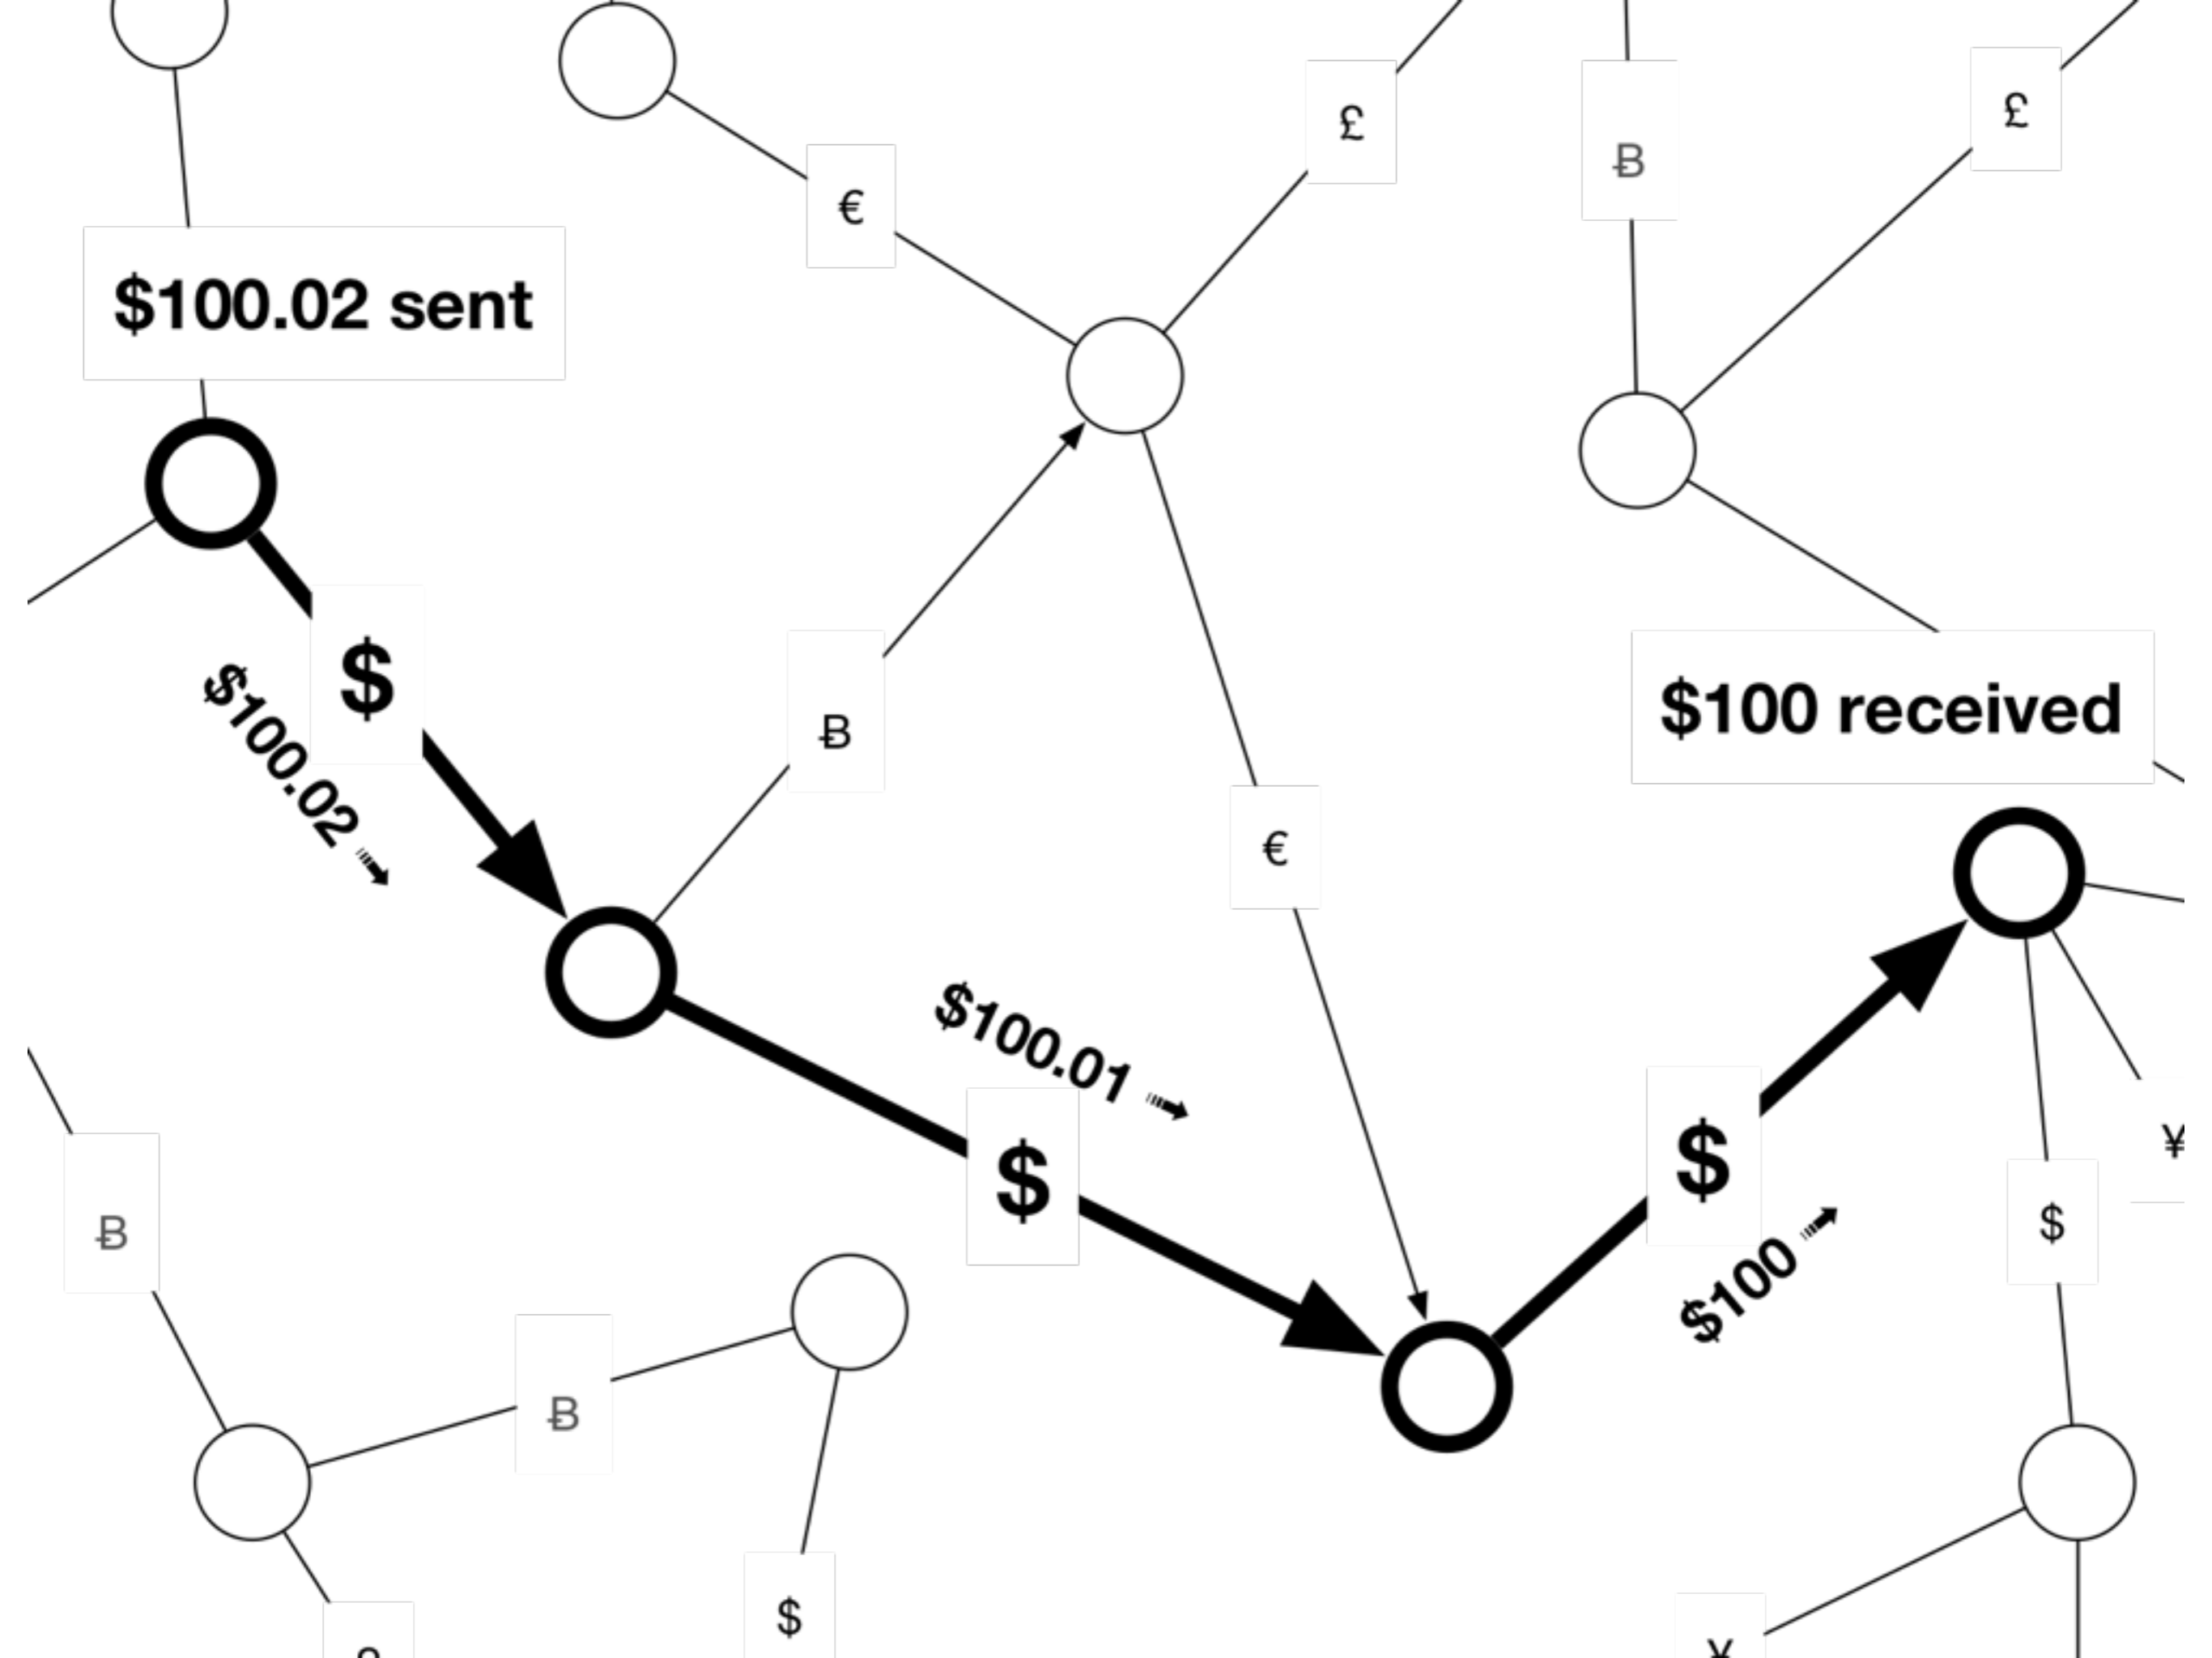 £
£
Ƀ
€
$100.02 sent
$
$100.02 ➟
Ƀ
$100 received
€
$100.01 ➟
$
$
$100 ➟
¥
$
Ƀ
Ƀ
$
¥